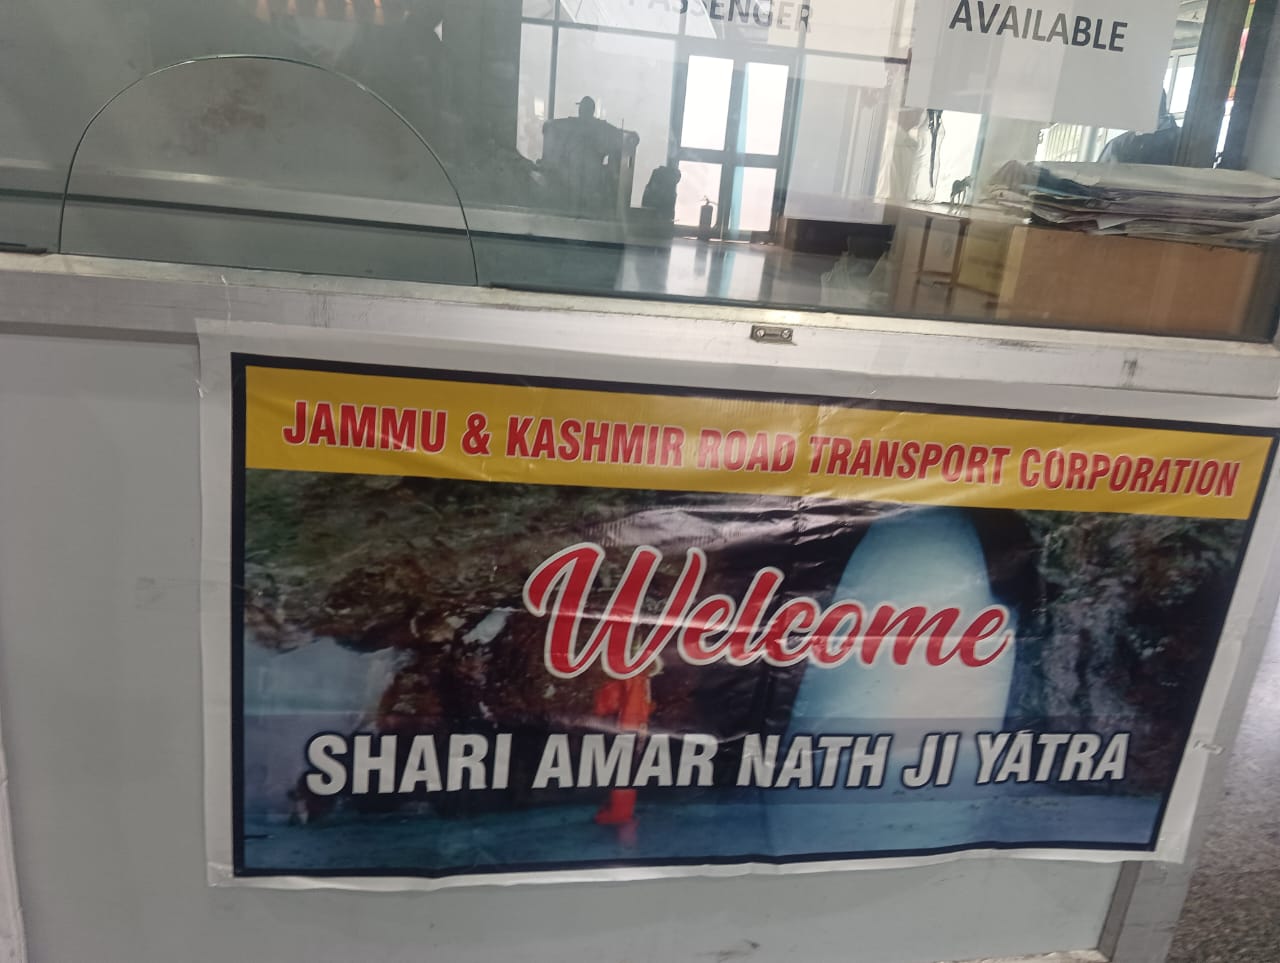 PASSENGER
AVAILABLE
JAMMU & KASHMIR ROAD TRANSPORT CORPORATION
Welcome
SHARI AMAR NATH JI YATRA